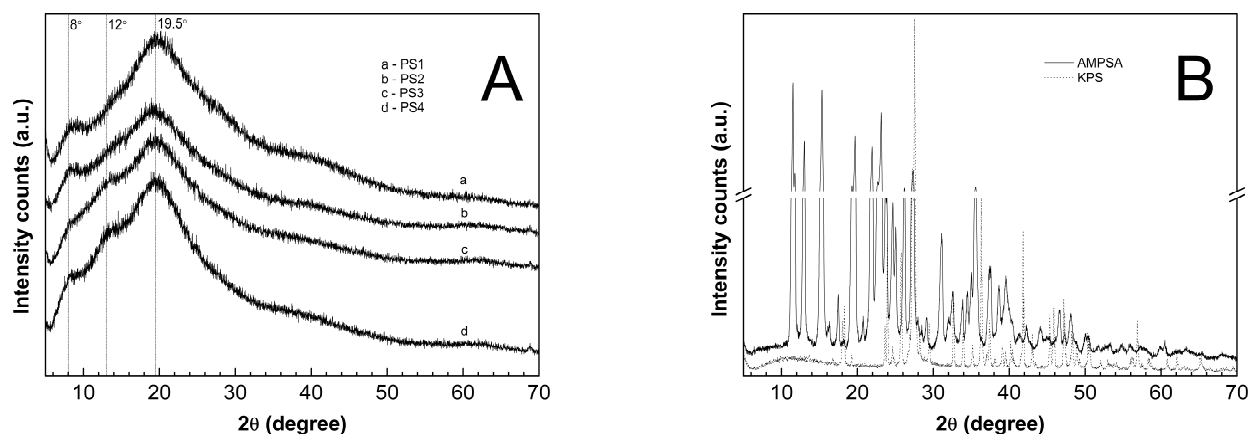 8° 12° 19.5°
A
a - PS1
b - PS2
c - PS3
d - PS4
a
b
c
d
Intensity counts (a.u.)
10 20 30 40 50 60 70
2θ (degree)
B
AMPSA
KPS
Intensity counts (a.u.)
10 20 30 40 50 60 70
2θ (degree)